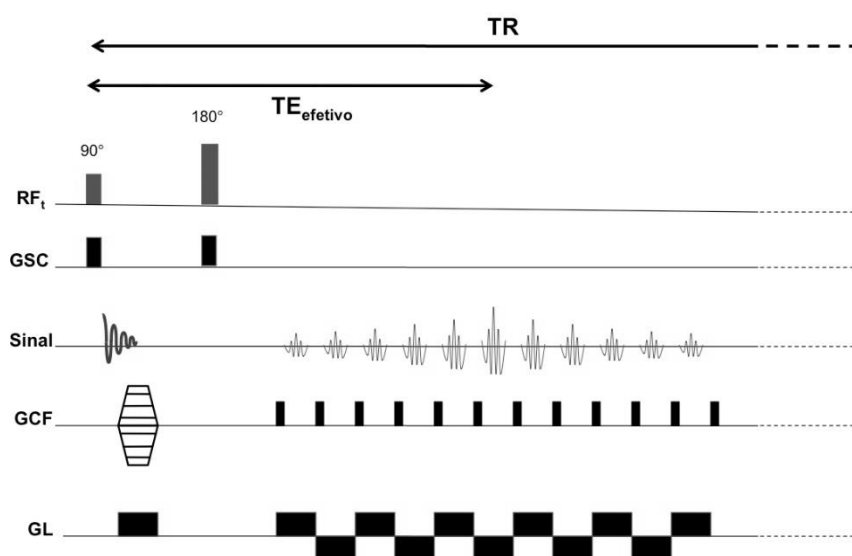 TR
TEefetivo
180°
90°
RFt
GSC
Sinal
GCF
GL